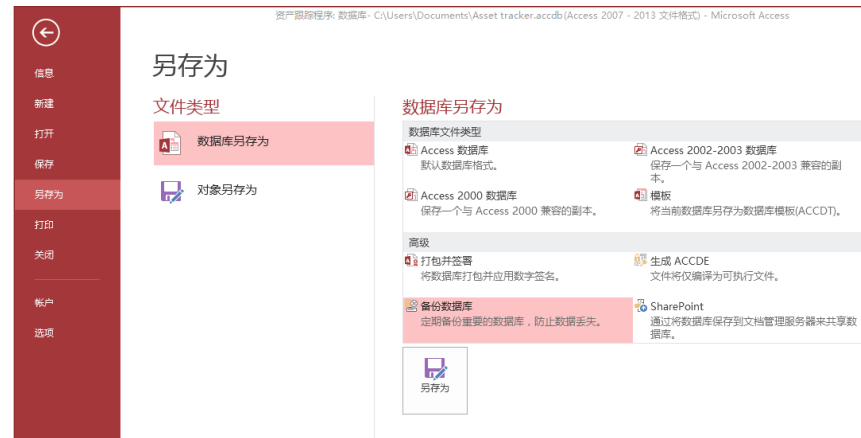 资产跟踪程序: 数据库- C:\Users\Documents\Asset tracker.accdb(Access 2007 - 2013 文件格式) - Microsoft Access
信息
新建
打开
保存
另存为
打印
关闭
帐户
选项
另存为
文件类型
数据库另存为
对象另存为
数据库另存为
数据库文件类型
Access 数据库
默认数据库格式。
Access 2002-2003 数据库
保存一个与 Access 2002-2003 兼容的副
本。
Access 2000 数据库
保存一个与 Access 2000 兼容的副本。
模板
将当前数据库另存为数据库模板(ACCDT)。
高级
打包并签署
将数据库打包并应用数字签名。
生成 ACCDE
文件将仅编译为可执行文件。
备份数据库
定期备份重要的数据库，防止数据丢失。
SharePoint
通过将数据库保存到文档管理服务器来共享数
据库。
另存为